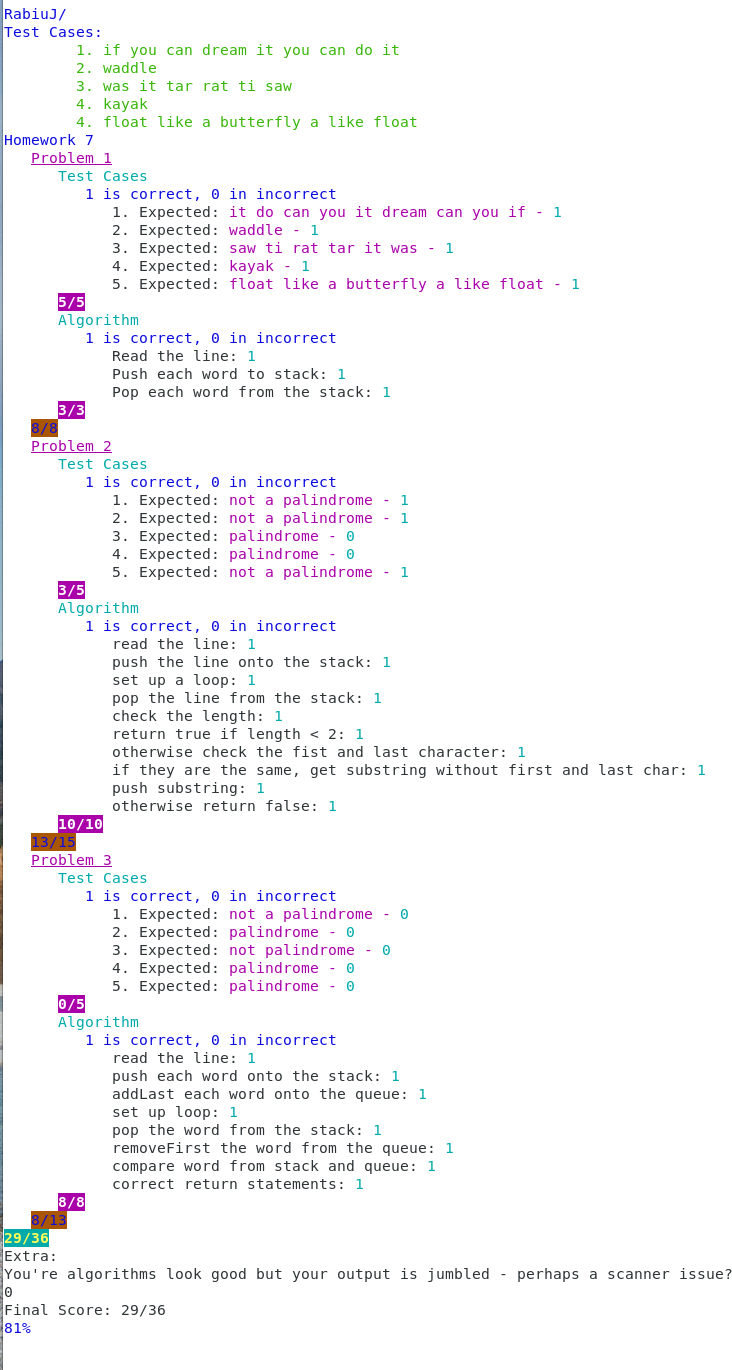 RabiuJ/
Test Cases:
1. if you can dream it you can do it
2. waddle
3. was it tar rat ti saw
4. kayak
4. float like a butterfly a like float
Homework 7
Problem 1
Test Cases
1 is correct, 0 in incorrect
1. Expected: it do can you it dream can you if - 1
2. Expected: waddle - 1
3. Expected: saw ti rat tar it was - 1
4. Expected: kayak - 1
5. Expected: float like a butterfly a like float - 1
5/5
Algorithm
1 is correct, 0 in incorrect
Read the line: 1
Push each word to stack: 1
Pop each word from the stack: 1
3/3
8/8
Problem 2
Test Cases
1 is correct, 0 in incorrect
1. Expected: not a palindrome - 1
2. Expected: not a palindrome - 1
3. Expected: palindrome - 0
4. Expected: palindrome - 0
5. Expected: not a palindrome - 1
3/5
Algorithm
1 is correct, 0 in incorrect
read the line: 1
push the line onto the stack: 1
set up a loop: 1
pop the line from the stack: 1
check the length: 1
return true if length < 2: 1
otherwise check the fist and last character: 1
if they are the same, get substring without first and last char: 1
push substring: 1
otherwise return false: 1
10/10
13/15
Problem 3
Test Cases
1 is correct, 0 in incorrect
1. Expected: not a palindrome - 0
2. Expected: palindrome - 0
3. Expected: not palindrome - 0
4. Expected: palindrome - 0
5. Expected: palindrome - 0
0/5
Algorithm
1 is correct, 0 in incorrect
read the line: 1
push each word onto the stack: 1
addLast each word onto the queue: 1
set up loop: 1
pop the word from the stack: 1
removeFirst the word from the queue: 1
compare word from stack and queue: 1
correct return statements: 1
8/8
8/13
29/36
Extra:
You're algorithms look good but your output is jumbled - perhaps a scanner issue?
0
Final Score: 29/36
81%